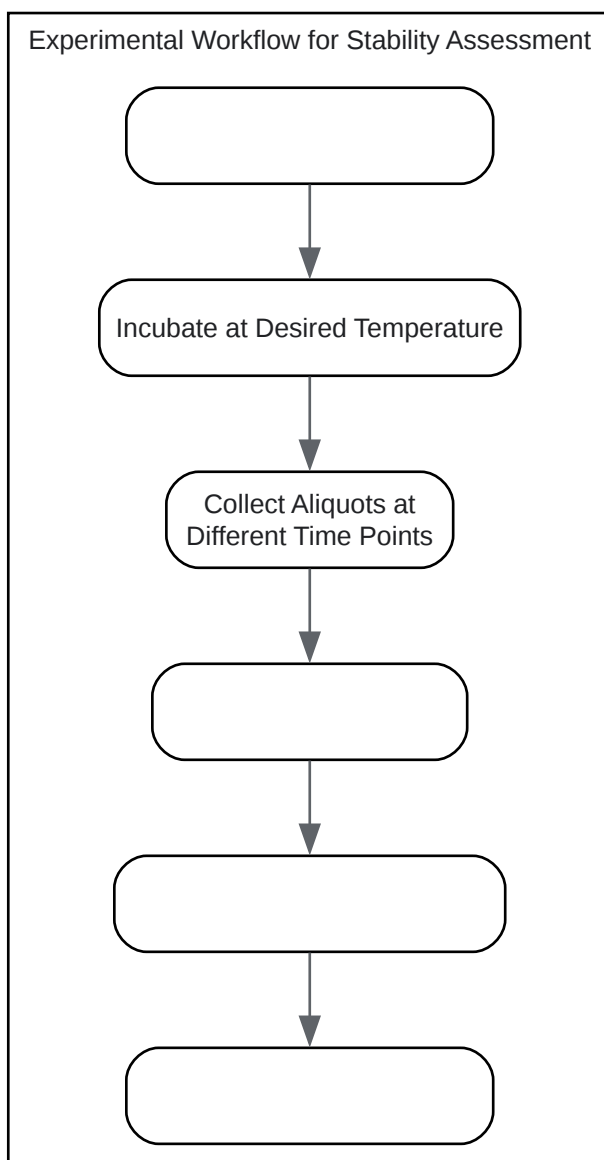 Experimental Workflow for Stability Assessment
Incubate at Desired Temperature
Collect Aliquots at
Different Time Points